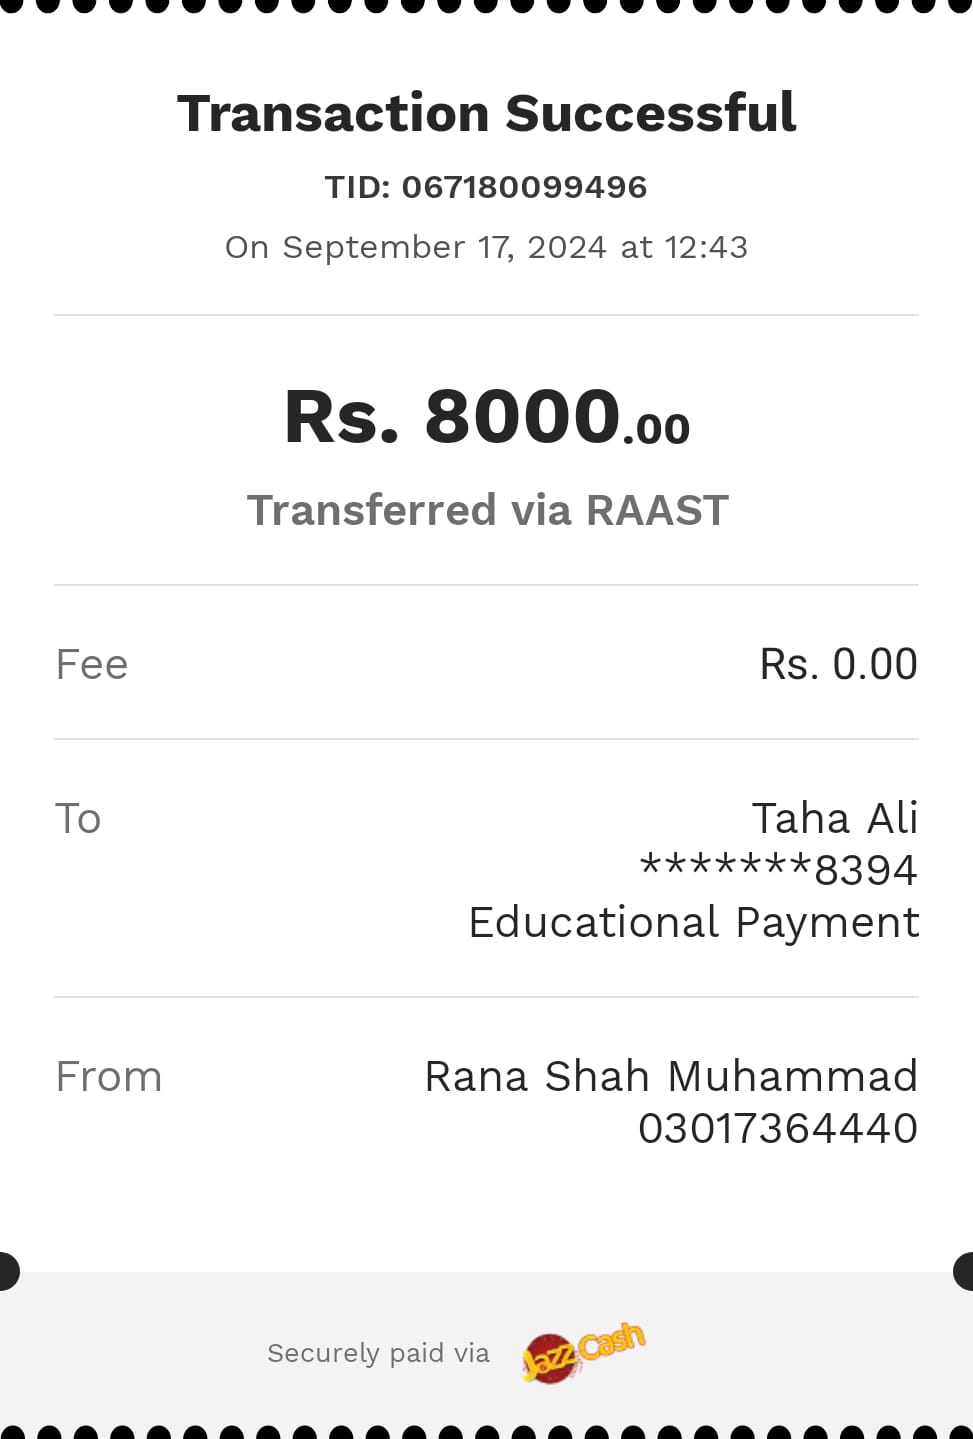 Transaction Successful
TID: 067180099496
On September 17, 2024 at 12:43
Rs. 8000.00
Transferred via RAAST
Fee Rs. 0.00
To Taha Ali
*******8394
Educational Payment
From Rana Shah Muhammad
03017364440
Securely paid via JazzCash